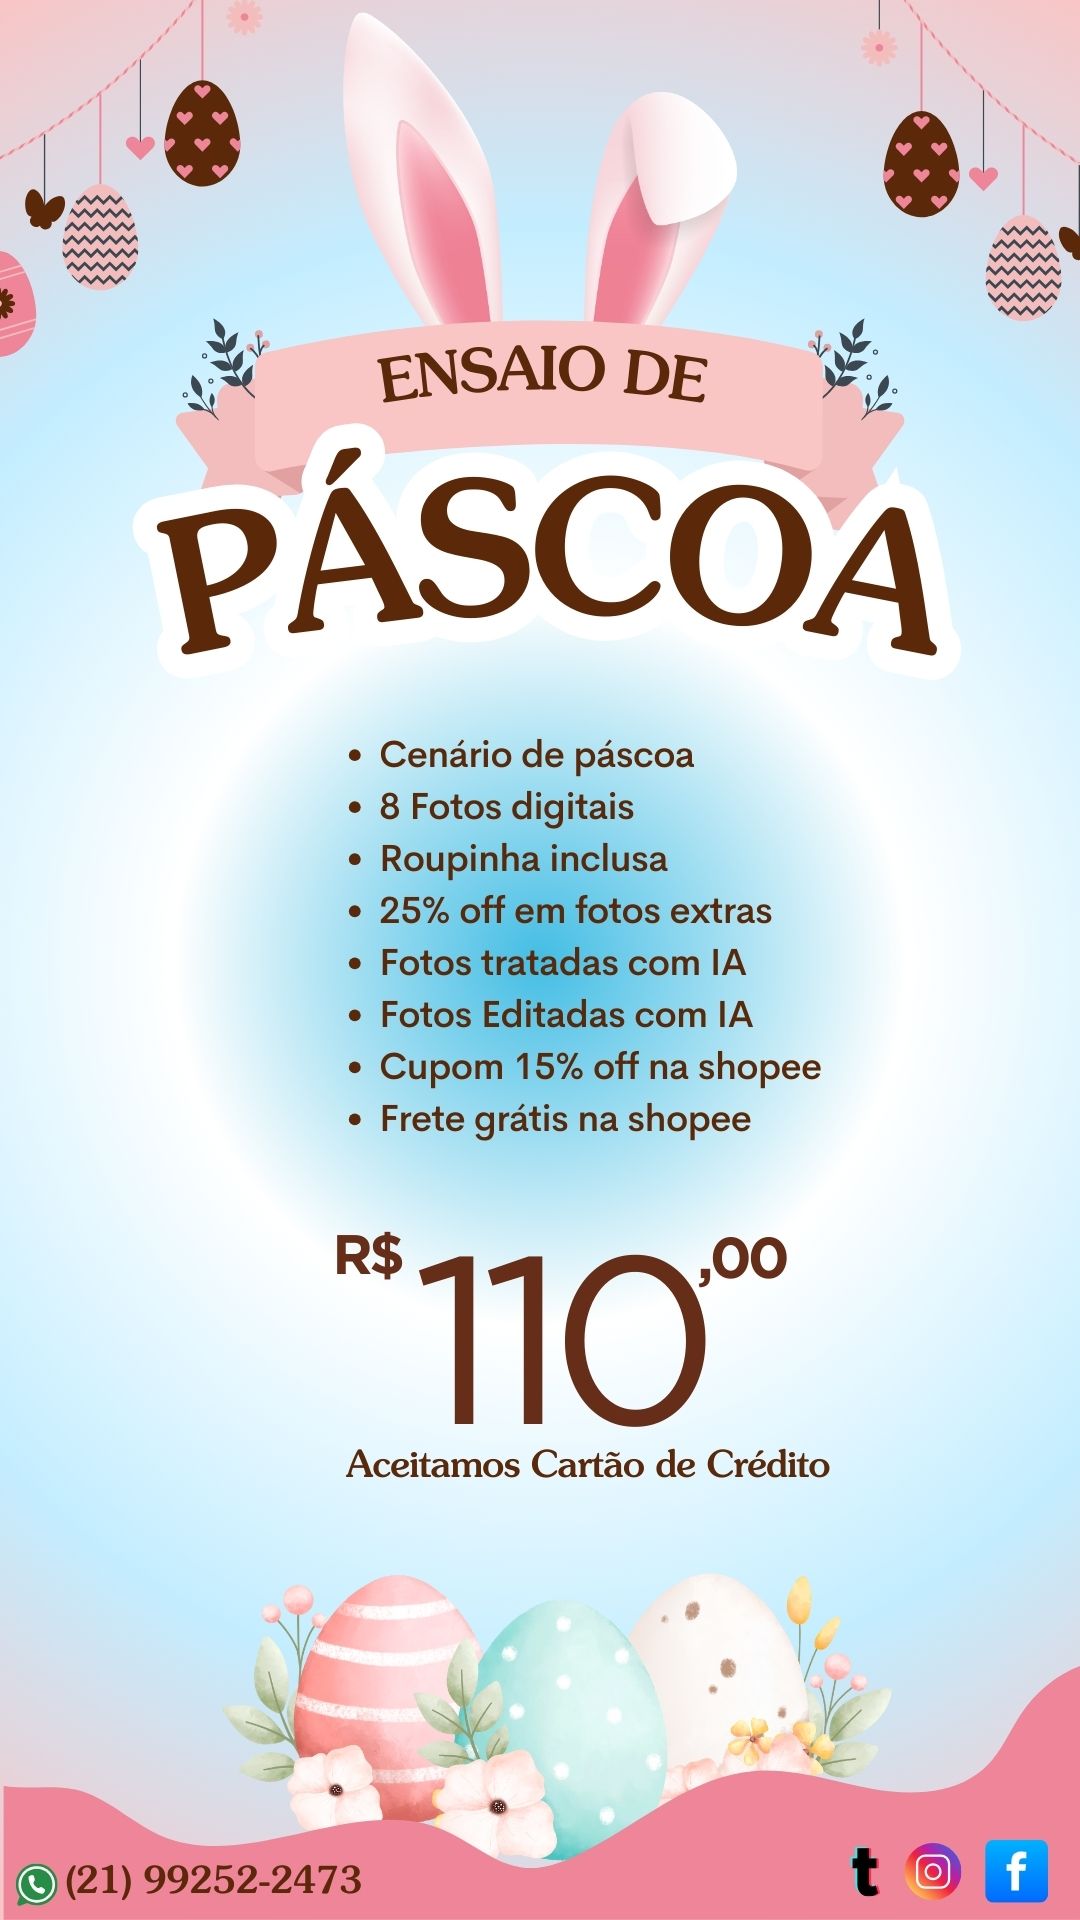 ENSAIO DE
PÁSCOA
• Cenário de páscoa
• 8 Fotos digitais
• Roupinha inclusa
• 25% off em fotos extras
• Fotos tratadas com IA
• Fotos Editadas com IA
• Cupom 15% off na shopee
• Frete grátis na shopee
R$ 110,00
Aceitamos Cartão de Crédito
(21) 99252-2473